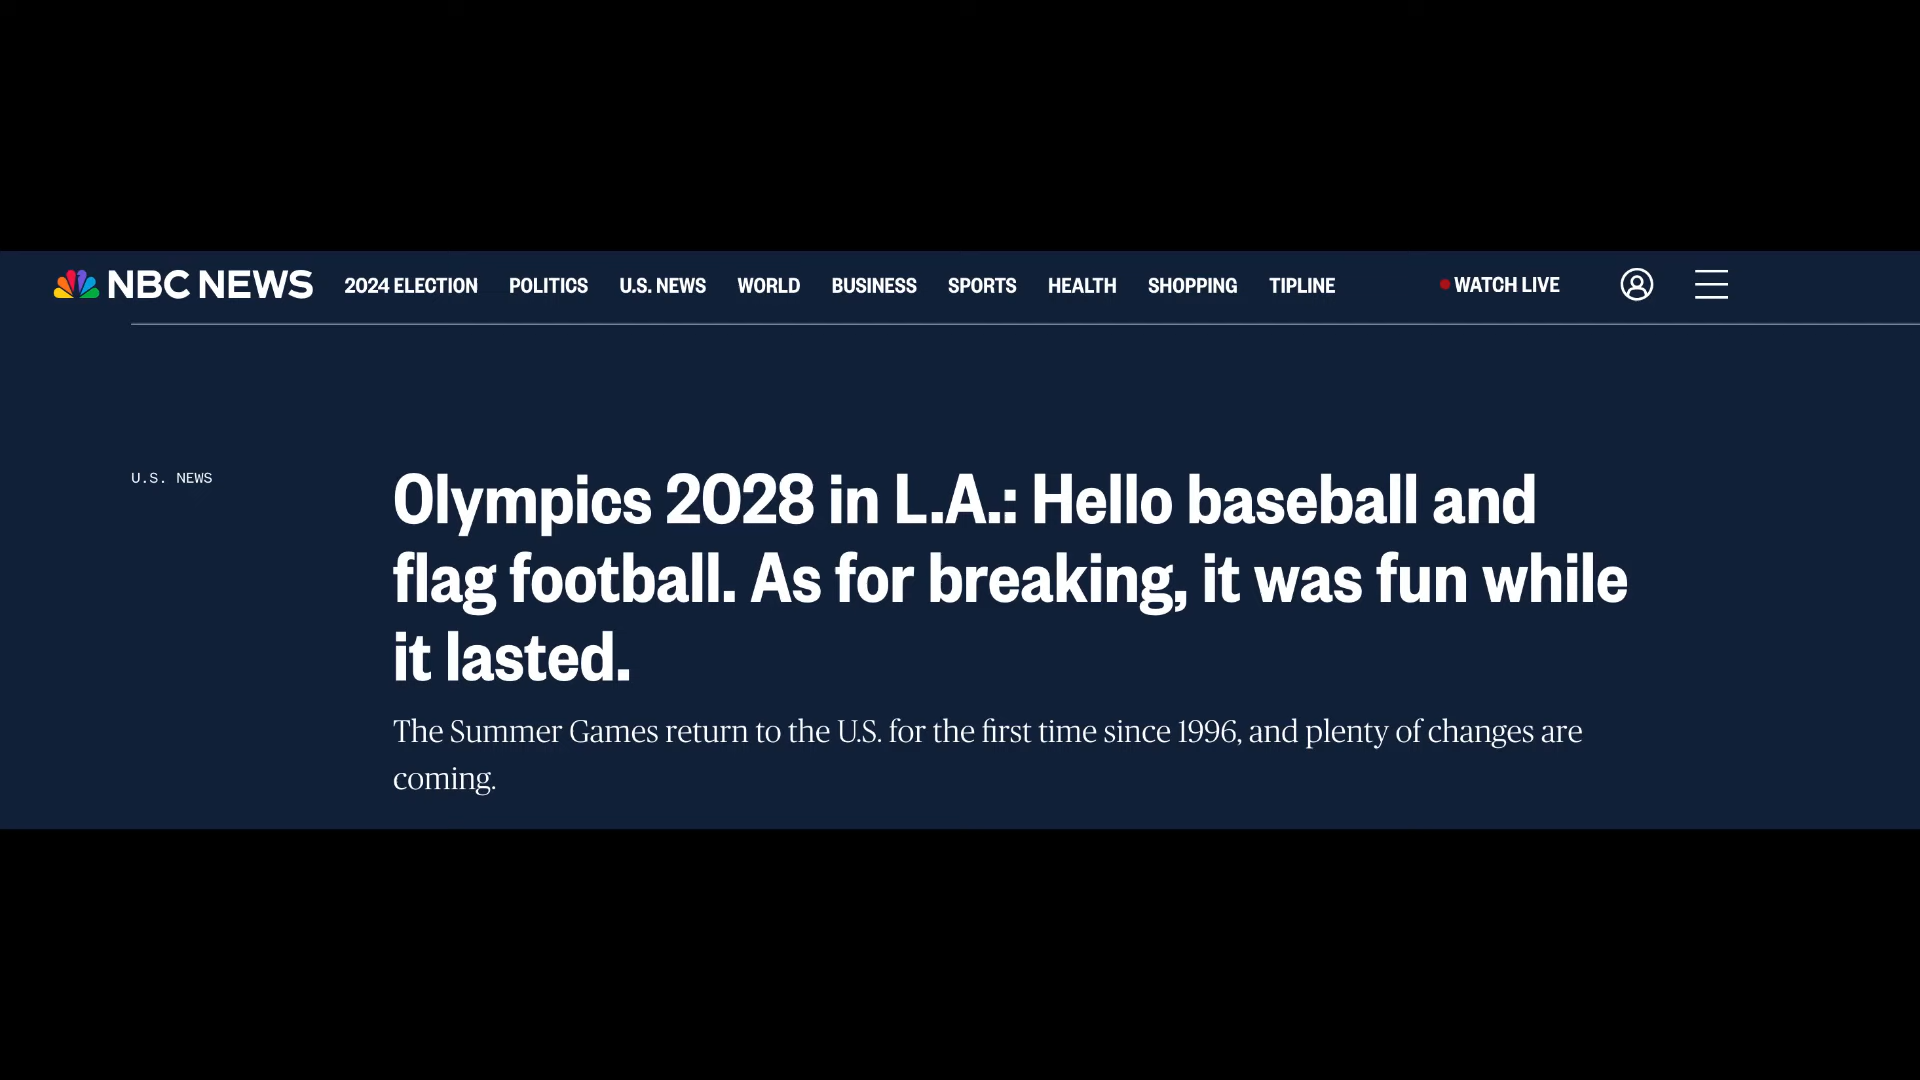 NBC NEWS 2024 ELECTION POLITICS U.S. NEWS WORLD BUSINESS SPORTS HEALTH SHOPPING TIPLINE WATCH LIVE
U.S. NEWS
Olympics 2028 in L.A.: Hello baseball and
flag football. As for breaking, it was fun while
it lasted.
The Summer Games return to the U.S. for the first time since 1996, and plenty of changes are
coming.